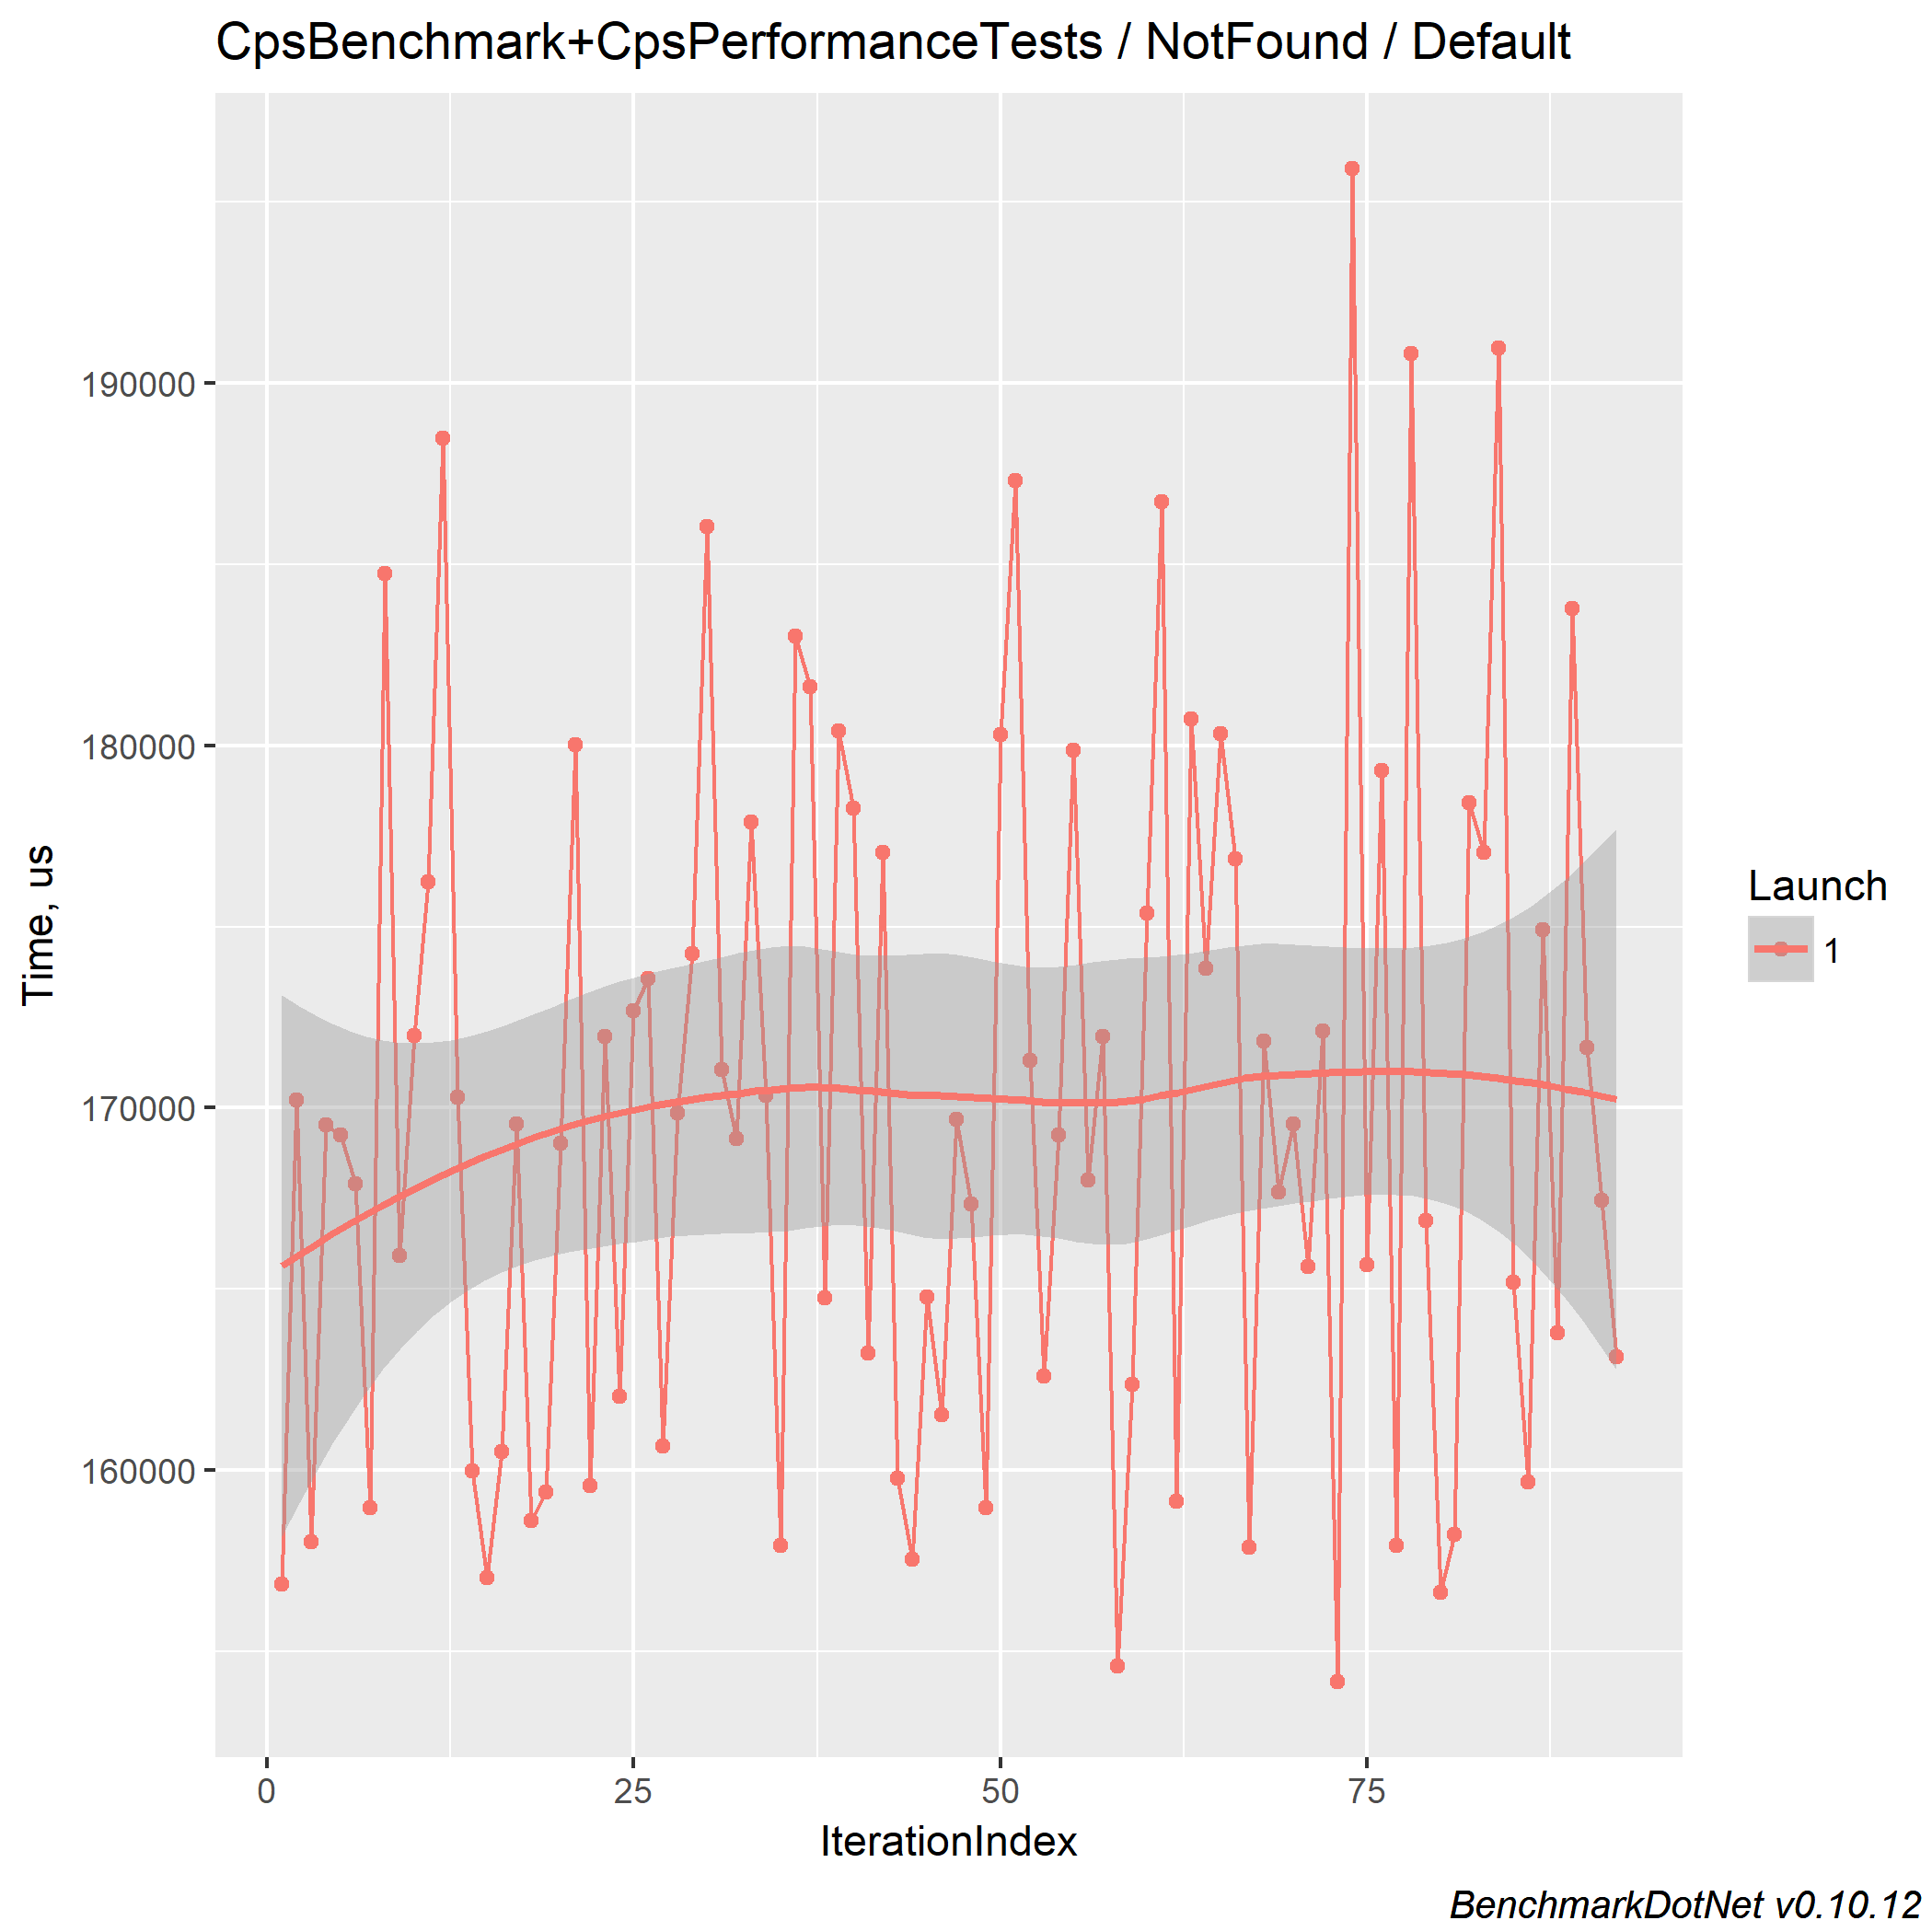 CpsBenchmark+CpsPerformanceTests / NotFound / Default
190000
180000
170000
160000
Time, us
0 25 50 75
IterationIndex
Launch
1
BenchmarkDotNet v0.10.12